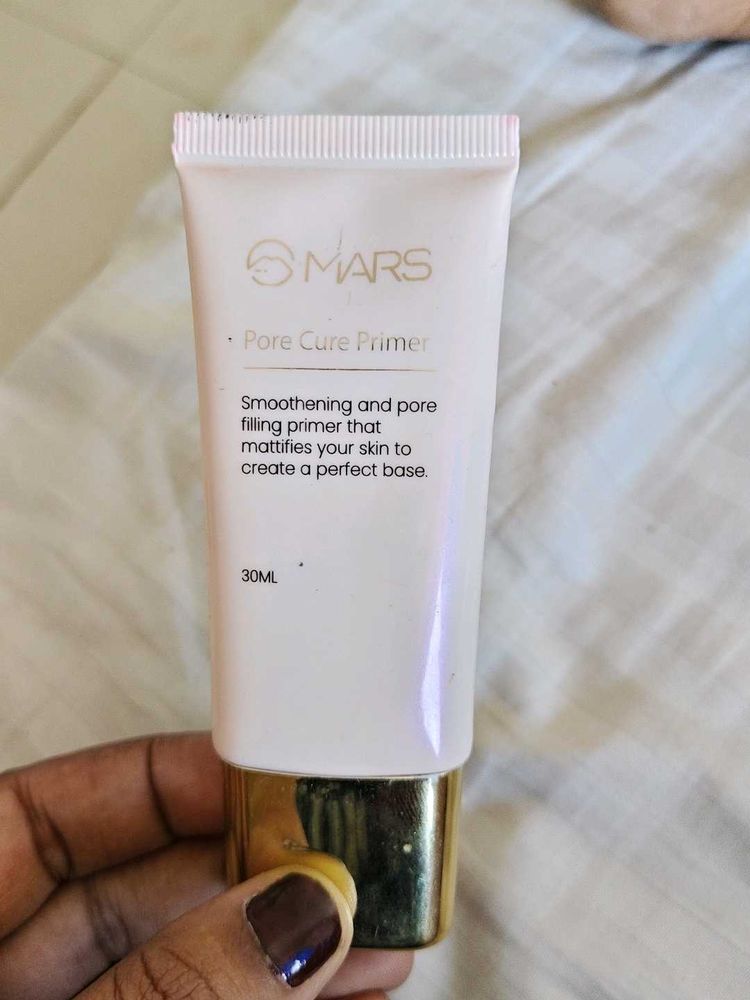 MARS
Pore Cure Primer
Smoothening and pore
filling primer that
mattifies your skin to
create a perfect base.
30ML